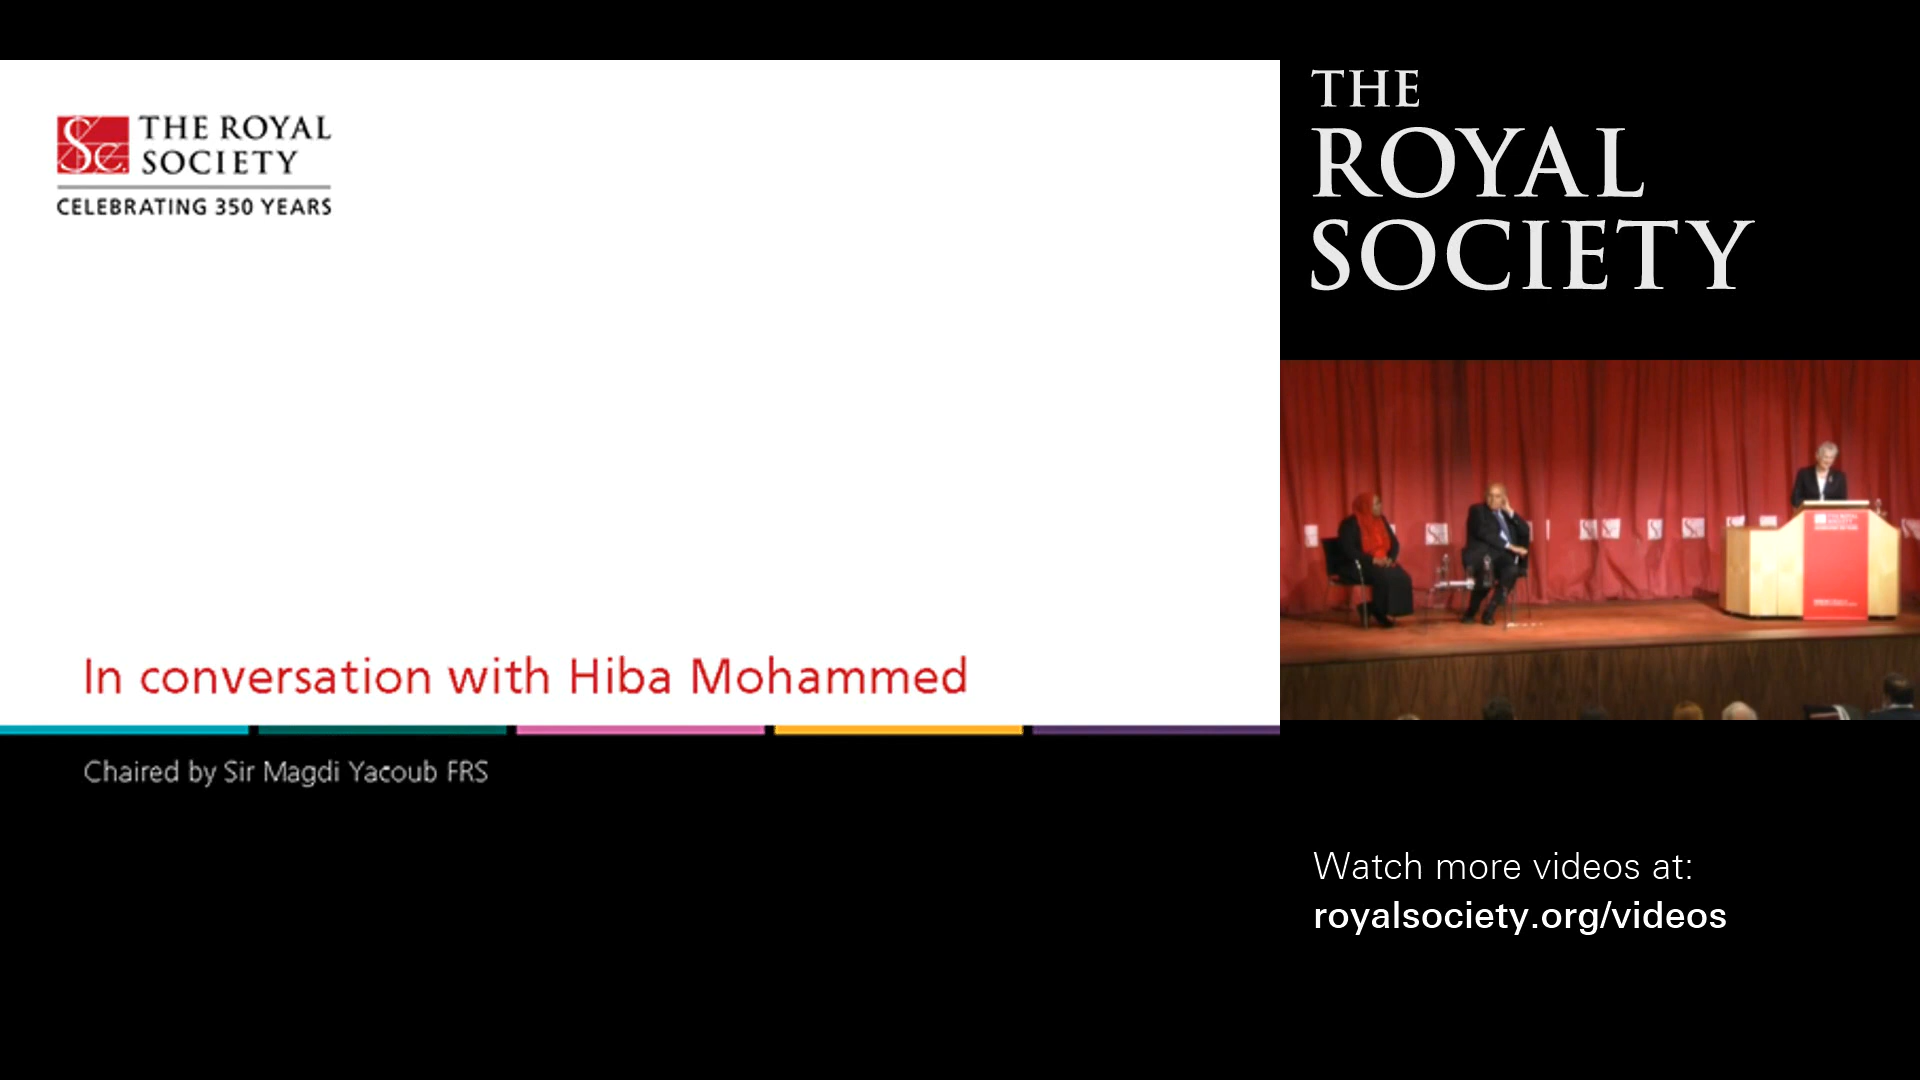 THE ROYAL
SOCIETY
CELEBRATING 350 YEARS
In conversation with Hiba Mohammed
Chaired by Sir Magdi Yacoub FRS
THE
ROYAL
SOCIETY
Watch more videos at:
royalsociety.org/videos